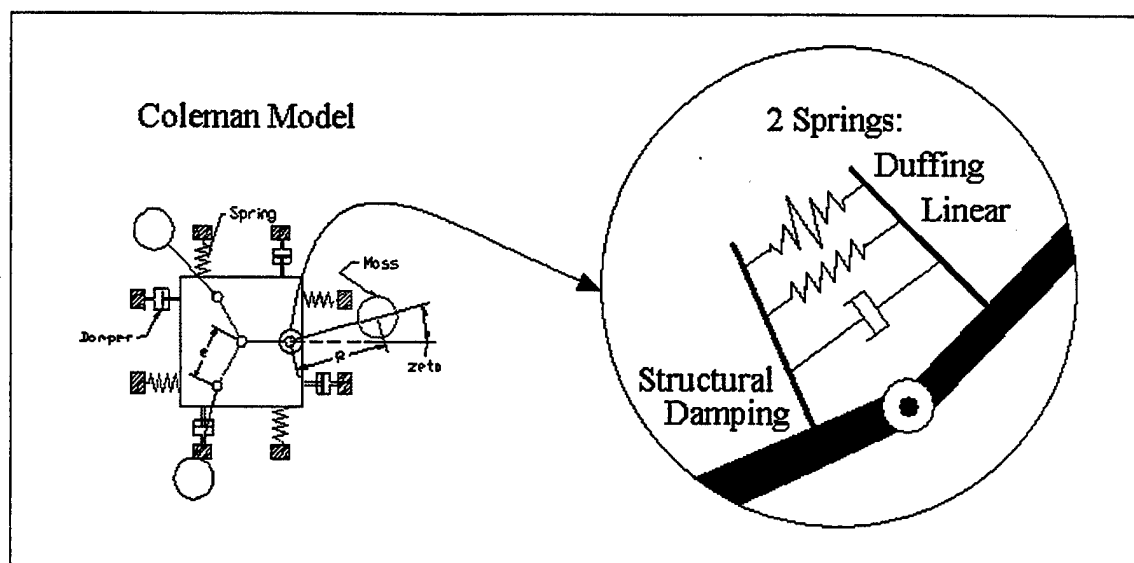 Coleman Model
Spring
Mass
Damper
e
R
zeta
2 Springs:
Duffing
Linear
Structural
Damping